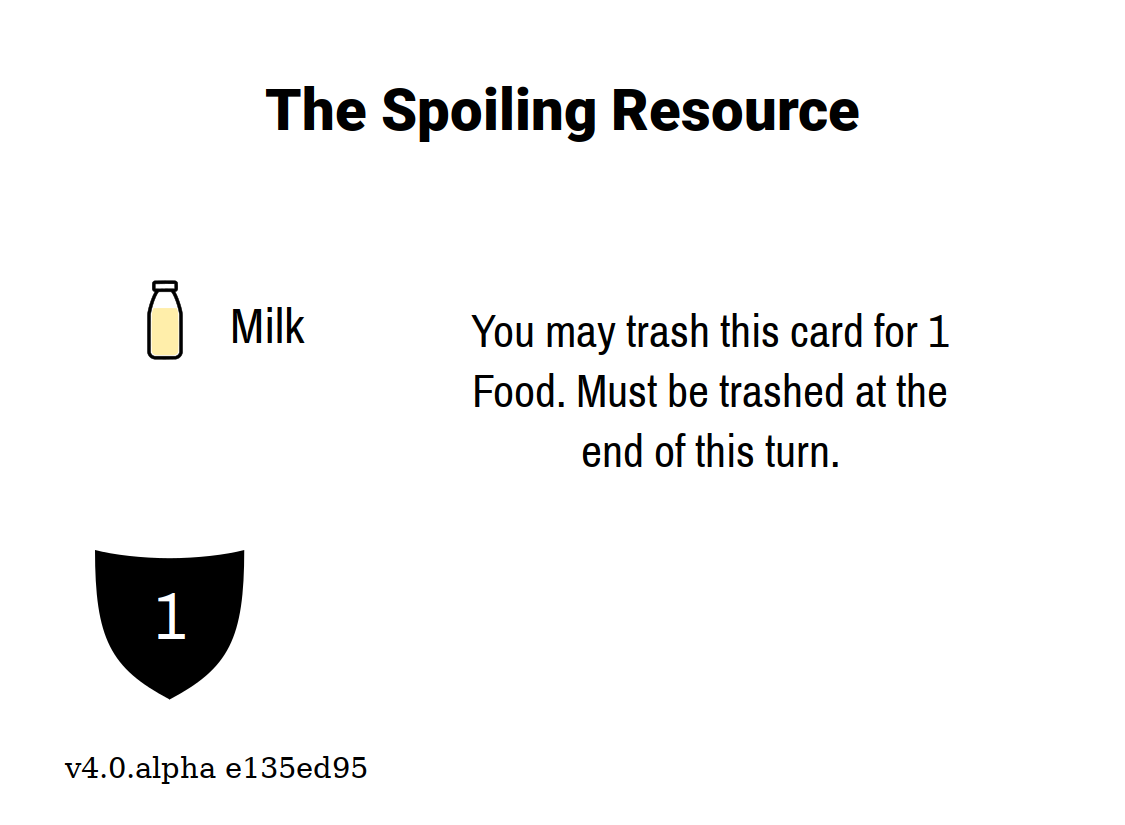 The Spoiling Resource
Milk
You may trash this card for 1
Food. Must be trashed at the
end of this turn.
1
v4.0.alpha e135ed95